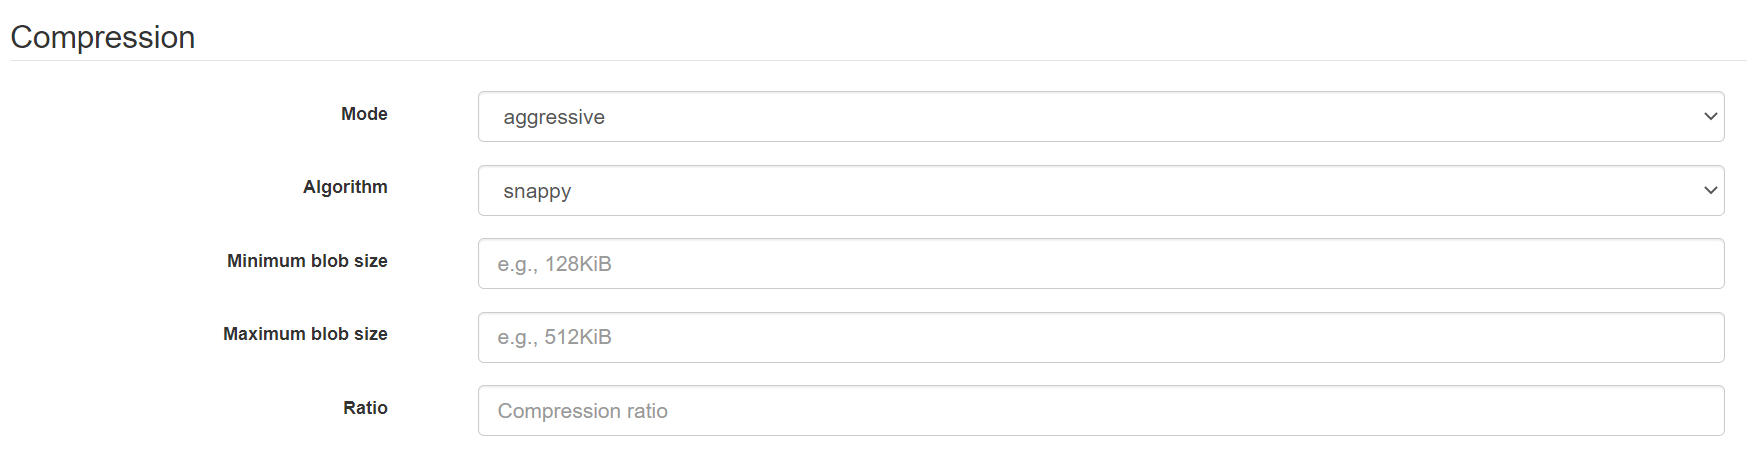 Compression
Mode
aggressive
Algorithm
snappy
Minimum blob size
e.g., 128KiB
Maximum blob size
e.g., 512KiB
Ratio
Compression ratio